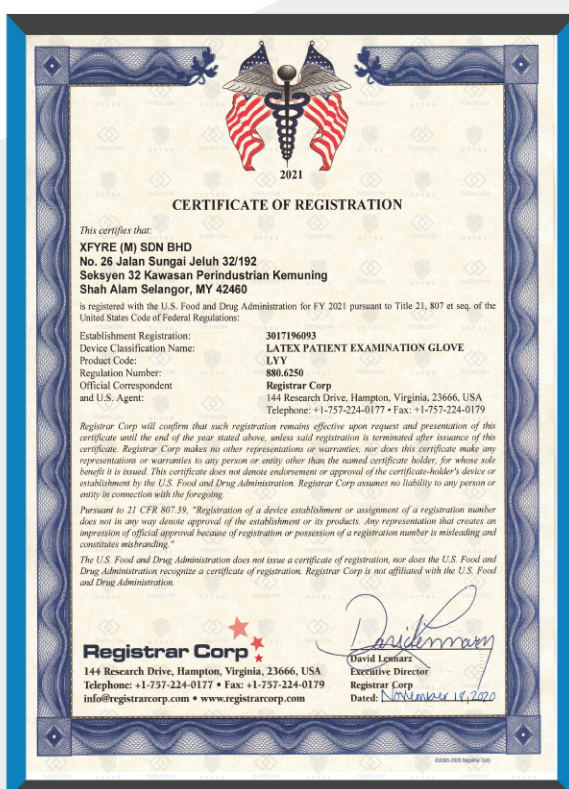 2021
CERTIFICATE OF REGISTRATION
This certifies that:
XFYRE (M) SDN BHD
No. 26 Jalan Sungai Jeluh 32/192
Seksyen 32 Kawasan Perindustrian Kemuning
Shah Alam Selangor, MY 42460
is registered with the U.S. Food and Drug Administration for FY 2021 pursuant to Title 21, 807 et seq. of the
United States Code of Federal Regulations:
Establishment Registration: 3017196093
Device Classification Name: LATEX PATIENT EXAMINATION GLOVE
Product Code: LYY
Regulation Number: 880.6250
Official Correspondent Registrar Corp
and U.S. Agent: 144 Research Drive, Hampton, Virginia, 23666, USA
Telephone: +1-757-224-0177 • Fax: +1-757-224-0179
Registrar Corp will confirm that such registration remains effective upon request and presentation of this
certificate until the end of the year stated above, unless said registration is terminated after issuance of this
certificate. Registrar Corp makes no other representations or warranties, nor does this certificate make any
representations or warranties to any person or entity other than the named certificate holder, for whose sole
benefit it is issued. This certificate does not denote endorsement or approval of the certificate-holder's device or
establishment by the U.S. Food and Drug Administration. Registrar Corp assumes no liability to any person or
entity in connection with the foregoing.
Pursuant to 21 CFR 807.39, "Registration of a device establishment or assignment of a registration number
does not in any way denote approval of the establishment or its products. Any representation that creates an
impression of official approval because of registration or possession of a registration number is misleading and
constitutes misbranding."
The U.S. Food and Drug Administration does not issue a certificate of registration, nor does the U.S. Food and
Drug Administration recognize a certificate of registration. Registrar Corp is not affiliated with the U.S. Food
and Drug Administration.
Registrar Corp
144 Research Drive, Hampton, Virginia, 23666, USA
Telephone: +1-757-224-0177 • Fax: +1-757-224-0179
info@registrarcorp.com • www.registrarcorp.com
David Lennarz
Executive Director
Registrar Corp
Dated: November 18, 2020